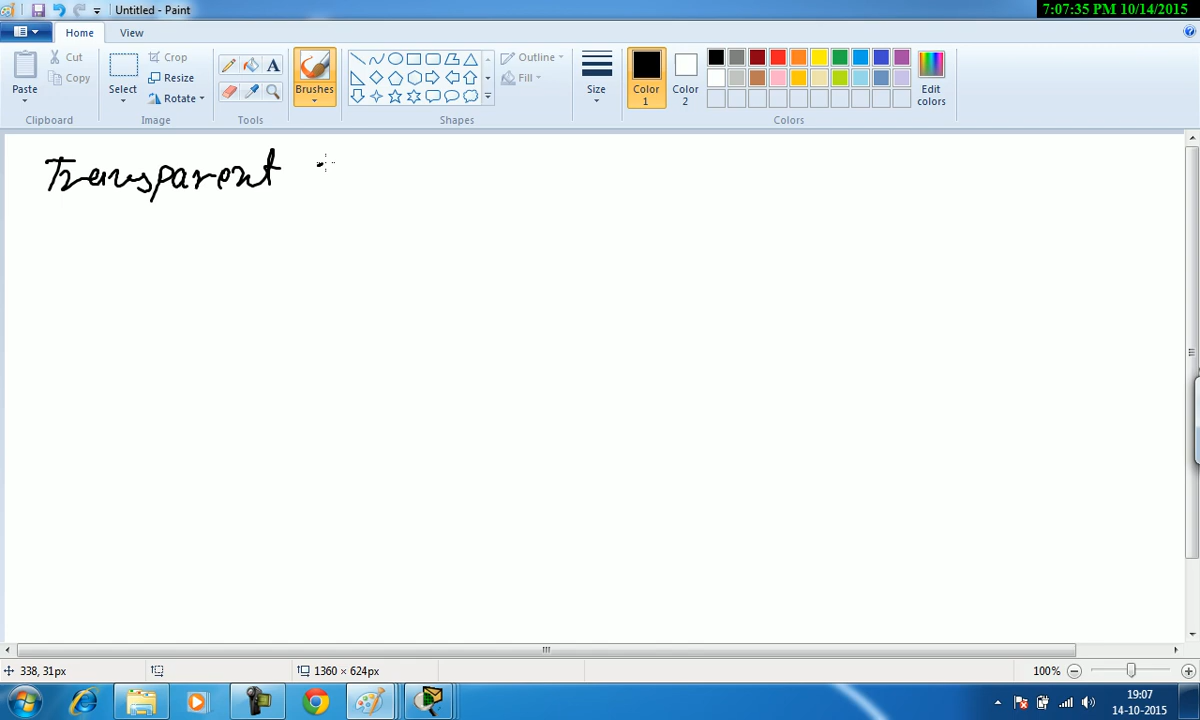 Untitled - Paint
7:07:35 PM 10/14/2015
Home View
Paste Cut Copy Select Crop Resize Rotate Brushes Outline Fill Size Color 1 Color 2 Edit colors
Clipboard Image Tools Shapes Colors
Transparent
338, 31px 1360 × 624px 100%
19:07
14-10-2015